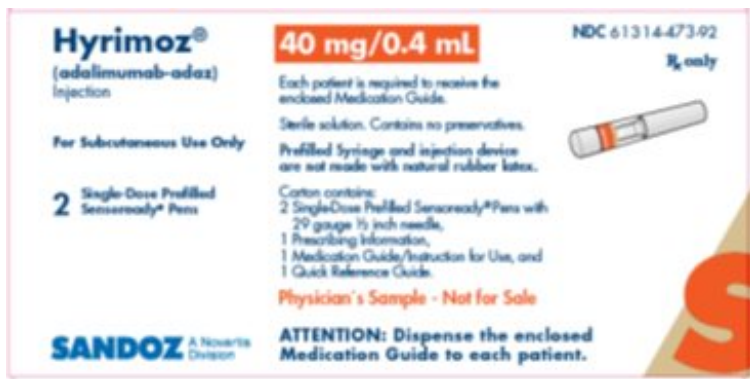 Hyrimoz®
(adalimumab-adaz)
Injection
For Subcutaneous Use Only
2 Single-Dose Prefilled
Sensoready® Pens
SANDOZ A Novartis
Division
40 mg/0.4 mL
Each patient is required to receive the
enclosed Medication Guide.
Sterile solution. Contains no preservatives.
Prefilled Syringe and injection device
are not made with natural rubber latex.
Carton contains:
2 Single-Dose Prefilled Sensoready® Pens with
29 gauge ½ inch needle,
1 Prescribing Information,
1 Medication Guide/Instruction for Use, and
1 Quick Reference Guide.
Physician's Sample - Not for Sale
ATTENTION: Dispense the enclosed
Medication Guide to each patient.
NDC 61314-473-92
Rx only
S